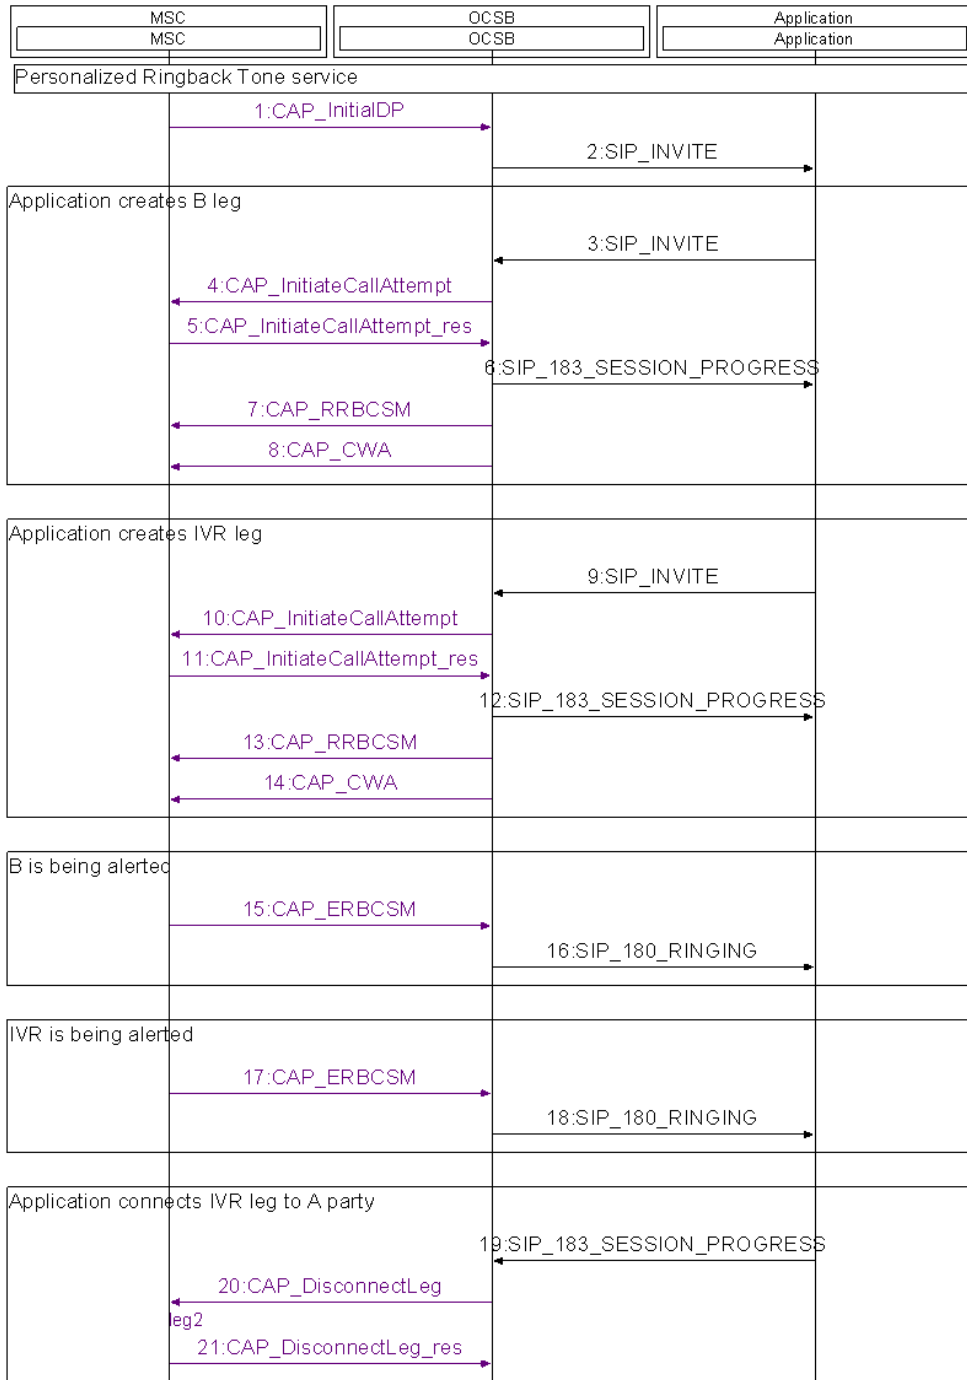 MSC OCSB Application
MSC OCSB Application
Personalized Ringback Tone service
1:CAP_InitialDP
2:SIP_INVITE
Application creates B leg
3:SIP_INVITE
4:CAP_InitiateCallAttempt
5:CAP_InitiateCallAttempt_res
6:SIP_183_SESSION_PROGRESS
7:CAP_RRBCSM
8:CAP_CWA
Application creates IVR leg
9:SIP_INVITE
10:CAP_InitiateCallAttempt
11:CAP_InitiateCallAttempt_res
12:SIP_183_SESSION_PROGRESS
13:CAP_RRBCSM
14:CAP_CWA
B is being alerted
15:CAP_ERBCSM
16:SIP_180_RINGING
IVR is being alerted
17:CAP_ERBCSM
18:SIP_180_RINGING
Application connects IVR leg to A party
19:SIP_183_SESSION_PROGRESS
20:CAP_DisconnectLeg
leg2
21:CAP_DisconnectLeg_res